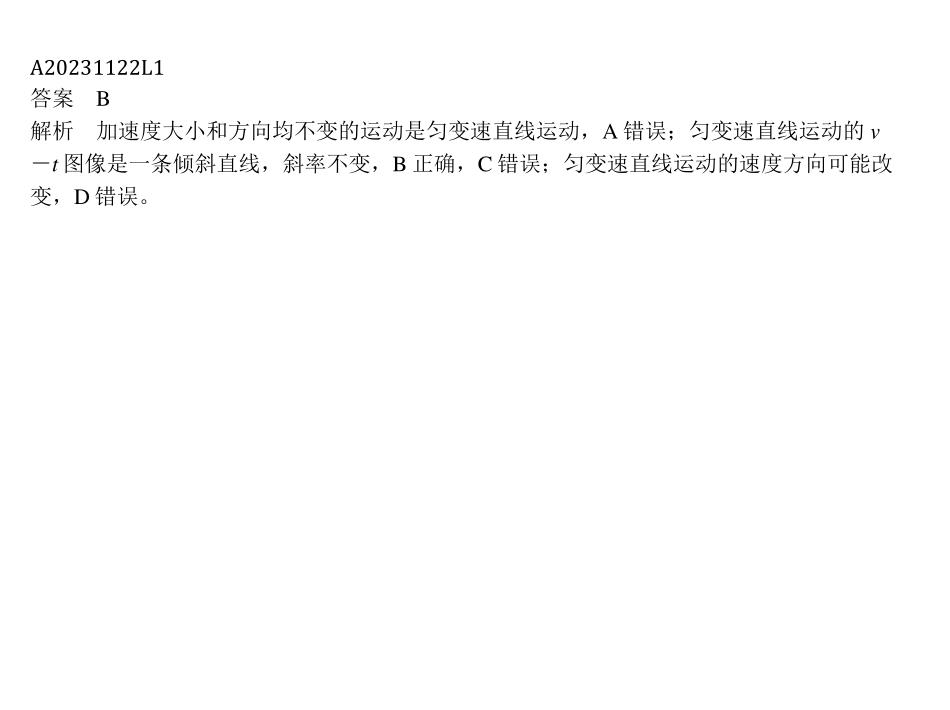 A20231122L1
答案　B
解析　加速度大小和方向均不变的运动是匀变速直线运动，A 错误；匀变速直线运动的 v
－t 图像是一条倾斜直线，斜率不变，B 正确，C 错误；匀变速直线运动的速度方向可能改
变，D 错误。